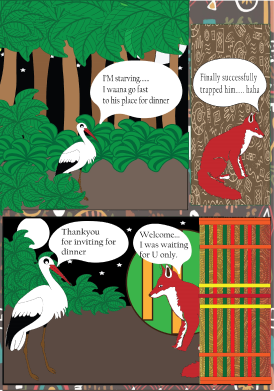 I'M starving....
I waana go fast
to his place for dinner
Finally successfully
trapped him..... haha
Thankyou
for inviting for
dinner
Welcome...
I was waiting
for U only.